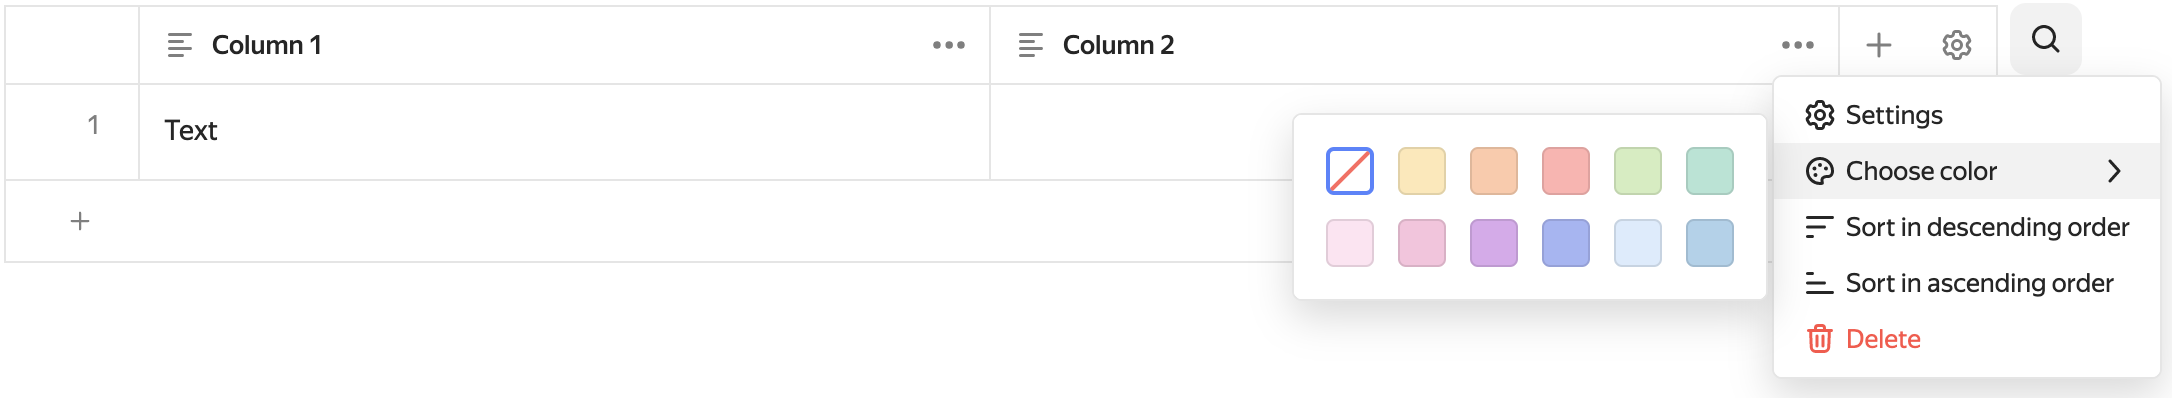 Column 1
Column 2
1
Text
Settings
Choose color
Sort in descending order
Sort in ascending order
Delete